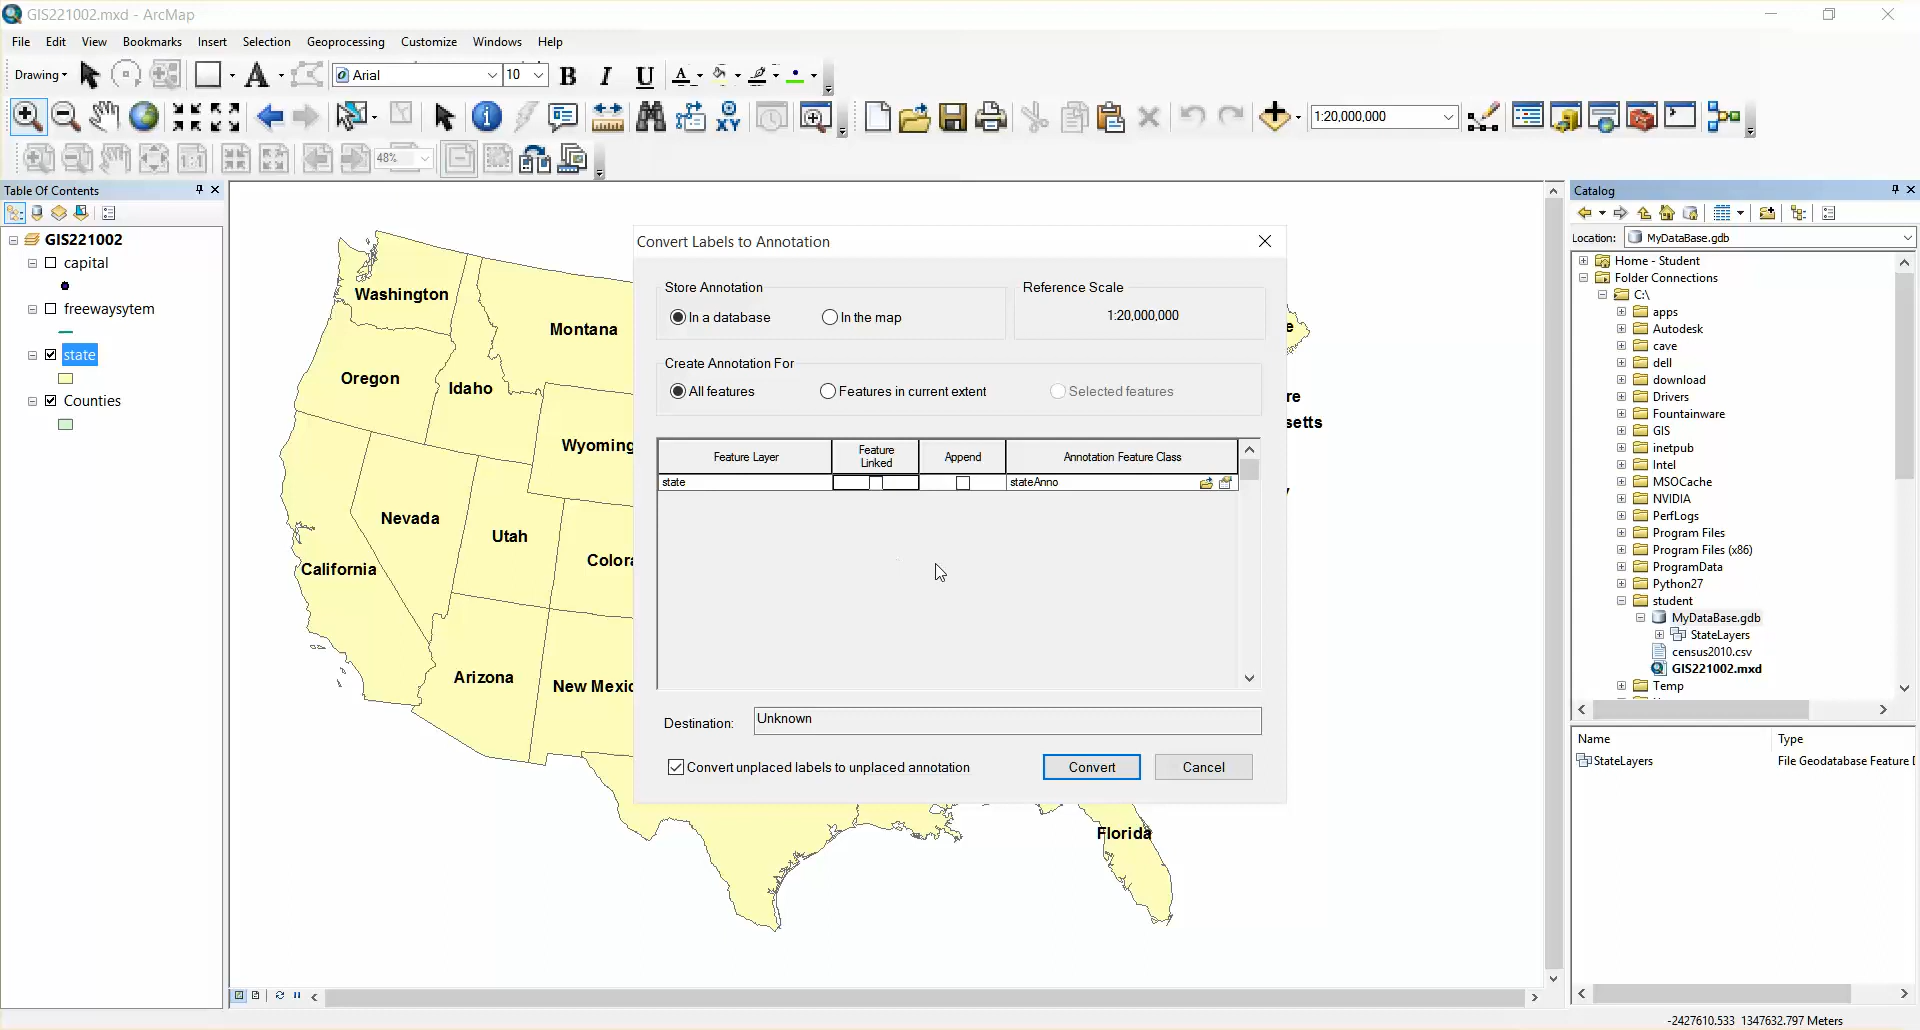 GIS221002.mxd - ArcMap
File Edit View Bookmarks Insert Selection Geoprocessing Customize Windows Help
Drawing A Arial 10 B I U A
XY 1:20,000,000
1:1 48%
Table Of Contents
GIS221002
capital
freewaysytem
state
Counties
Washington
Montana
Oregon
Idaho
Wyoming
Nevada
Utah
Colora
California
Arizona
New Mexic
Florida
e
re
setts
y
Convert Labels to Annotation
Store Annotation
In a database In the map
Reference Scale
1:20,000,000
Create Annotation For
All features Features in current extent Selected features
Feature Layer Feature Linked Append Annotation Feature Class
state stateAnno
Destination: Unknown
Convert unplaced labels to unplaced annotation
Convert Cancel
Catalog
Location: MyDataBase.gdb
Home - Student
Folder Connections
C:\
apps
Autodesk
cave
dell
download
Drivers
Fountainware
GIS
inetpub
Intel
MSOCache
NVIDIA
PerfLogs
Program Files
Program Files (x86)
ProgramData
Python27
student
MyDataBase.gdb
StateLayers
census2010.csv
GIS221002.mxd
Temp
Name Type
StateLayers File Geodatabase Feature D
-2427610.533 1347632.797 Meters